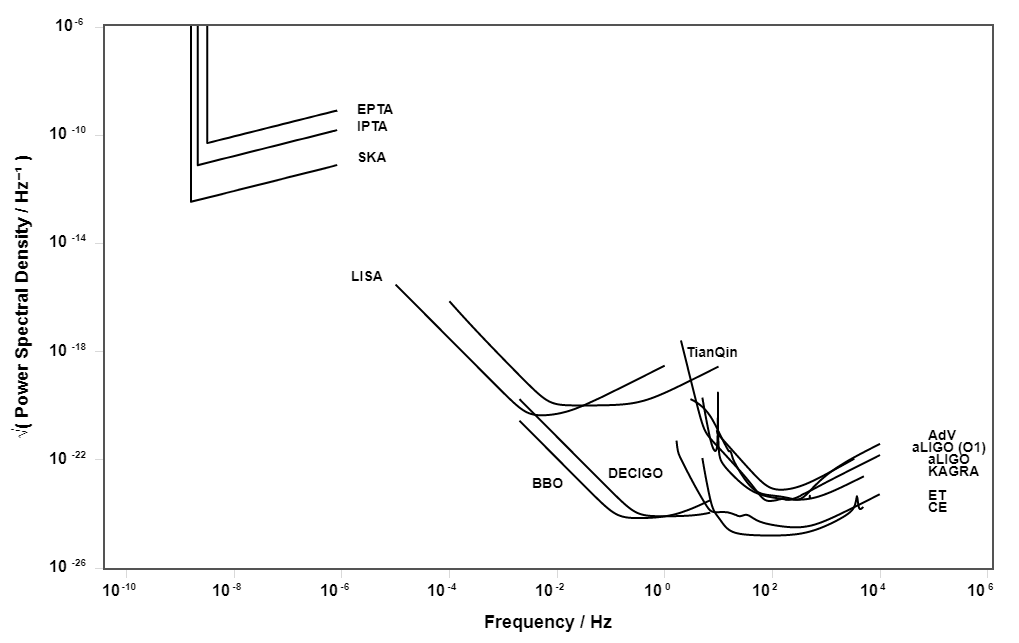 10⁻⁶
EPTA
10⁻¹⁰
IPTA
SKA
10⁻¹⁴
LISA
10⁻¹⁸
TianQin
AdV
aLIGO (O1)
10⁻²²
aLIGO
KAGRA
DECIGO
BBO
ET
CE
10⁻²⁶
√( Power Spectral Density / Hz⁻¹ )
10⁻¹⁰ 10⁻⁸ 10⁻⁶ 10⁻⁴ 10⁻² 10⁰ 10² 10⁴ 10⁶
Frequency / Hz